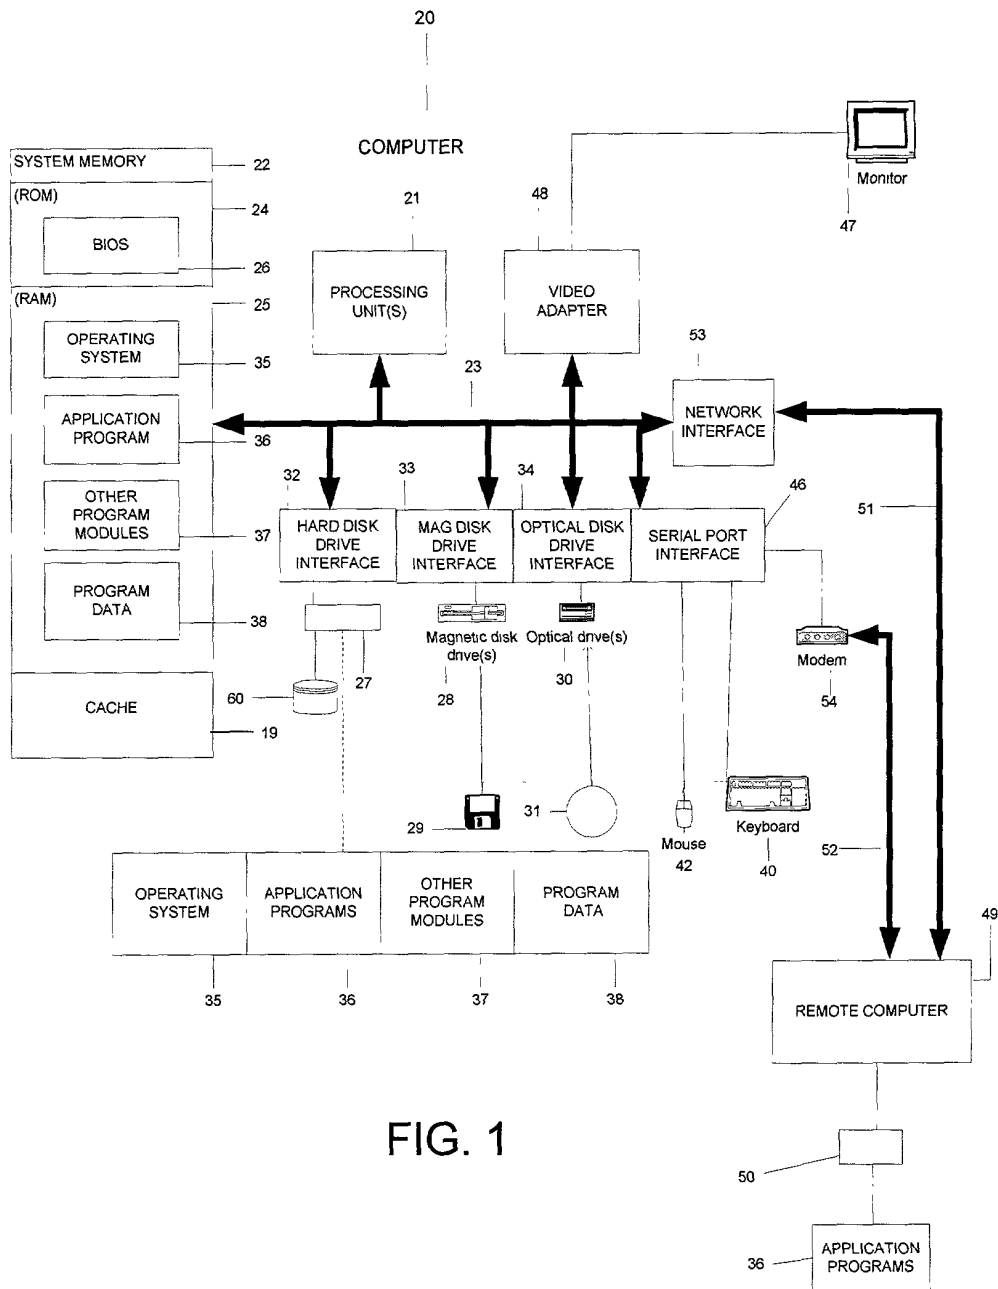 20
COMPUTER
Monitor
47
SYSTEM MEMORY
22
(ROM)
24
BIOS
26
(RAM)
25
OPERATING
SYSTEM
35
APPLICATION
PROGRAM
36
OTHER
PROGRAM
MODULES
37
PROGRAM
DATA
38
CACHE
19
21
PROCESSING
UNIT(S)
48
VIDEO
ADAPTER
23
53
NETWORK
INTERFACE
32
HARD DISK
DRIVE
INTERFACE
33
MAG DISK
DRIVE
INTERFACE
34
OPTICAL DISK
DRIVE
INTERFACE
46
SERIAL PORT
INTERFACE
51
60
27
Magnetic disk
drive(s)
28
Optical drive(s)
30
Modem
54
29
31
Mouse
42
Keyboard
40
52
OPERATING
SYSTEM
APPLICATION
PROGRAMS
OTHER
PROGRAM
MODULES
PROGRAM
DATA
35
36
37
38
49
REMOTE COMPUTER
FIG. 1
50
36
APPLICATION
PROGRAMS